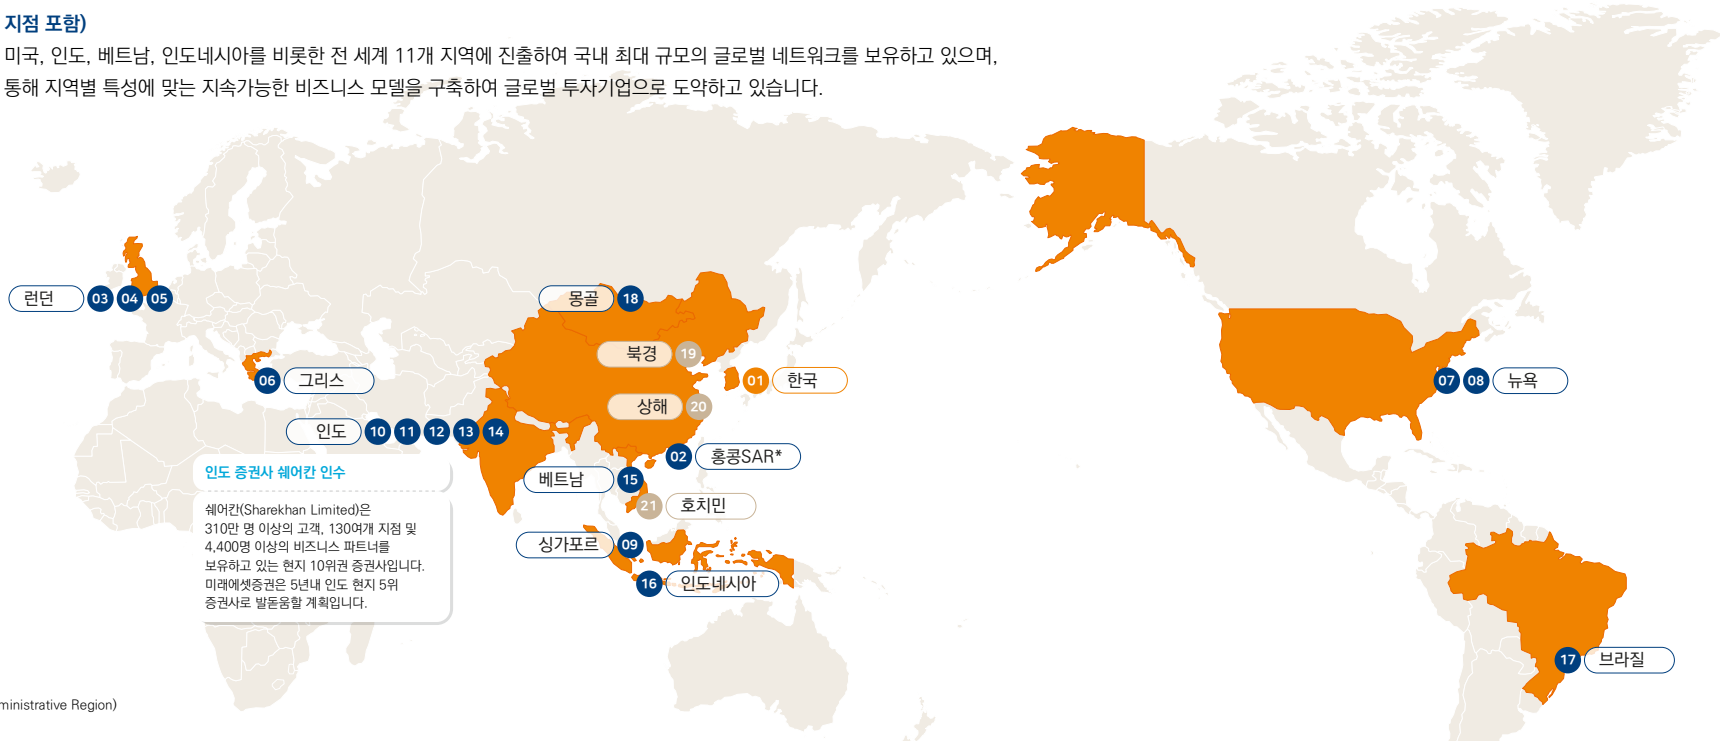 지점 포함)
미국, 인도, 베트남, 인도네시아를 비롯한 전 세계 11개 지역에 진출하여 국내 최대 규모의 글로벌 네트워크를 보유하고 있으며,
통해 지역별 특성에 맞는 지속가능한 비즈니스 모델을 구축하여 글로벌 투자기업으로 도약하고 있습니다.
런던 03 04 05
몽골 18
북경 19
06 그리스
01 한국
07 08 뉴욕
상해 20
인도 10 11 12 13 14
02 홍콩SAR*
베트남 15
21 호치민
싱가포르 09
16 인도네시아
17 브라질
인도 증권사 쉐어칸 인수
쉐어칸(Sharekhan Limited)은
310만 명 이상의 고객, 130여개 지점 및
4,400명 이상의 비즈니스 파트너를
보유하고 있는 현지 10위권 증권사입니다.
미래에셋증권은 5년내 인도 현지 5위
증권사로 발돋움할 계획입니다.
ministrative Region)